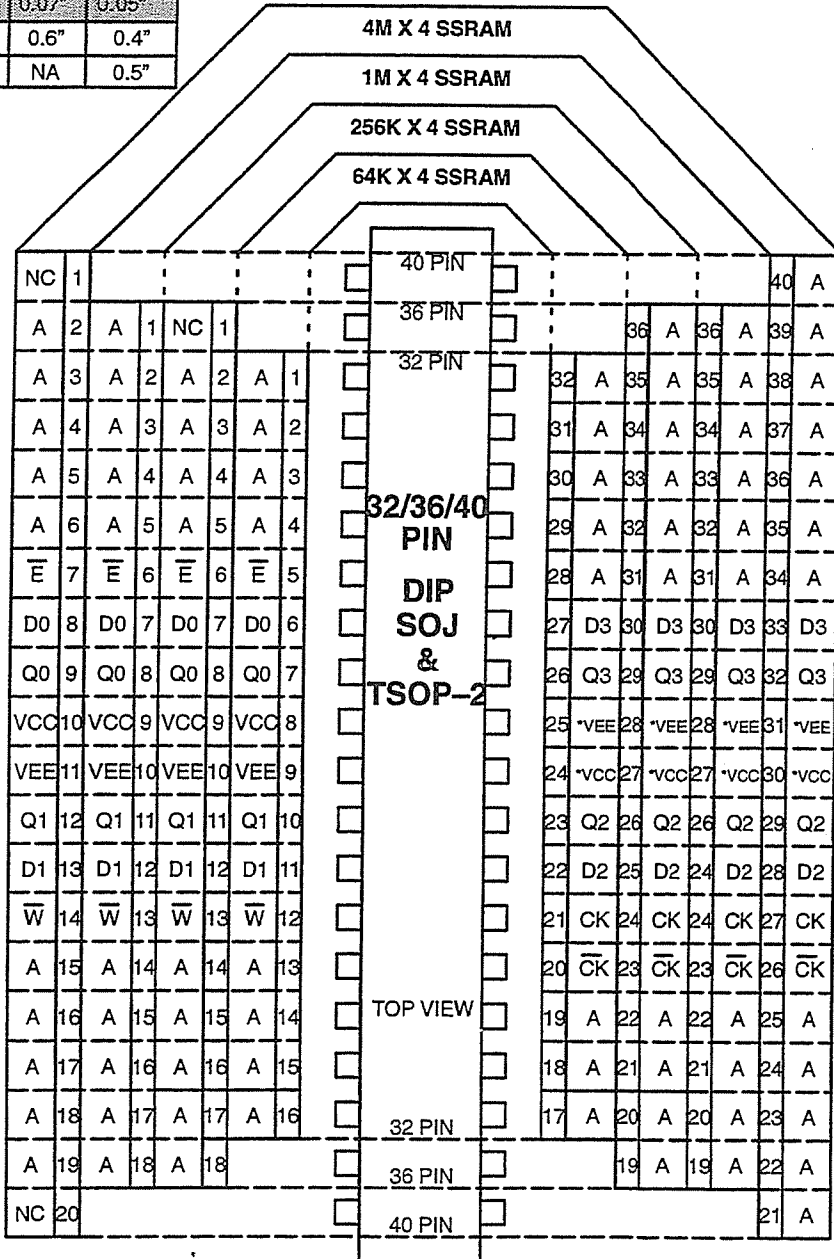 0.07" 0.05"
0.6" 0.4"
NA 0.5"
4M X 4 SSRAM
1M X 4 SSRAM
256K X 4 SSRAM
64K X 4 SSRAM
NC 1 40 PIN 40 A
A 2 A 1 NC 1 36 PIN 36 A 36 A 39 A
A 3 A 2 A 2 A 1 32 PIN 32 A 35 A 35 A 38 A
A 4 A 3 A 3 A 2 31 A 34 A 34 A 37 A
A 5 A 4 A 4 A 3 30 A 33 A 33 A 36 A
A 6 A 5 A 5 A 4 29 A 32 A 32 A 35 A
E̅ 7 E̅ 6 E̅ 6 E̅ 5 28 A 31 A 31 A 34 A
D0 8 D0 7 D0 7 D0 6 27 D3 30 D3 30 D3 33 D3
Q0 9 Q0 8 Q0 8 Q0 7 26 Q3 29 Q3 29 Q3 32 Q3
VCC 10 VCC 9 VCC 9 VCC 8 25 *VEE 28 *VEE 28 *VEE 31 *VEE
VEE 11 VEE 10 VEE 10 VEE 9 24 *VCC 27 *VCC 27 *VCC 30 *VCC
Q1 12 Q1 11 Q1 11 Q1 10 23 Q2 26 Q2 26 Q2 29 Q2
D1 13 D1 12 D1 12 D1 11 22 D2 25 D2 24 D2 28 D2
W̅ 14 W̅ 13 W̅ 13 W̅ 12 21 CK 24 CK 24 CK 27 CK
A 15 A 14 A 14 A 13 20 C̅K̅ 23 C̅K̅ 23 C̅K̅ 26 C̅K̅
A 16 A 15 A 15 A 14 TOP VIEW 19 A 22 A 22 A 25 A
A 17 A 16 A 16 A 15 18 A 21 A 21 A 24 A
A 18 A 17 A 17 A 16 32 PIN 17 A 20 A 20 A 23 A
A 19 A 18 A 18 36 PIN 19 A 19 A 22 A
NC 20 40 PIN 21 A
32/36/40
PIN
DIP
SOJ
&
TSOP–2